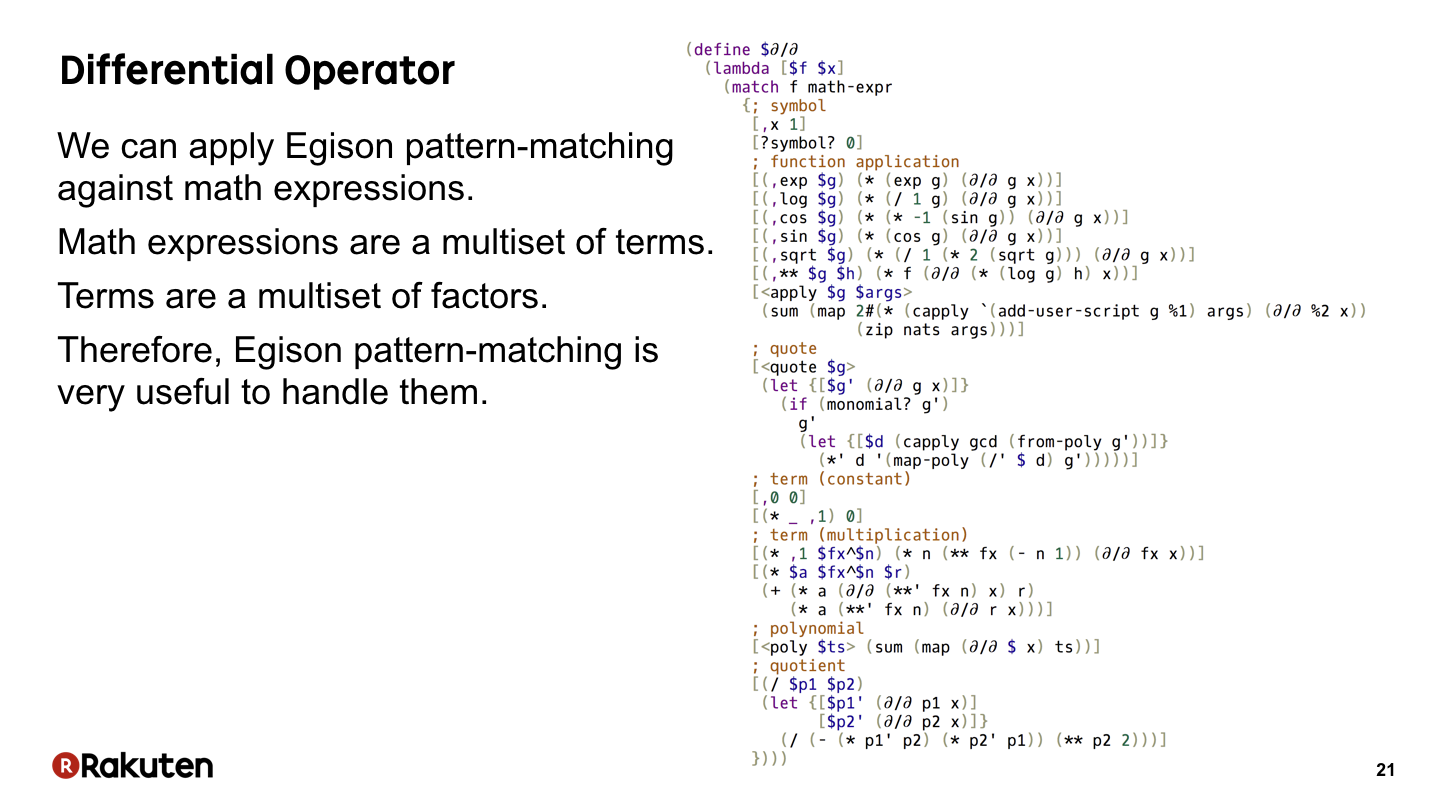 Differential Operator
We can apply Egison pattern-matching
against math expressions.
Math expressions are a multiset of terms.
Terms are a multiset of factors.
Therefore, Egison pattern-matching is
very useful to handle them.
(define $∂/∂
  (lambda [$f $x]
    (match f math-expr
      {; symbol
       [,x 1]
       [?symbol? 0]
       ; function application
       [(,exp $g) (* (exp g) (∂/∂ g x))]
       [(,log $g) (* (/ 1 g) (∂/∂ g x))]
       [(,cos $g) (* (* -1 (sin g)) (∂/∂ g x))]
       [(,sin $g) (* (cos g) (∂/∂ g x))]
       [(,sqrt $g) (* (/ 1 (* 2 (sqrt g))) (∂/∂ g x))]
       [(,** $g $h) (* f (∂/∂ (* (log g) h) x))]
       [<apply $g $args>
        (sum (map 2#(* (capply `(add-user-script g %1) args) (∂/∂ %2 x))
                  (zip nats args)))]
       ; quote
       [<quote $g>
        (let {[$g' (∂/∂ g x)]}
          (if (monomial? g')
            g'
            (let {[$d (capply gcd (from-poly g'))]}
              (*' d '(map-poly (/' $ d) g')))))]
       ; term (constant)
       [,0 0]
       [(* _ ,1) 0]
       ; term (multiplication)
       [(* ,1 $fx^$n) (* n (** fx (- n 1)) (∂/∂ fx x))]
       [(* $a $fx^$n $r)
        (+ (* a (∂/∂ (**' fx n) x) r)
           (* a (**' fx n) (∂/∂ r x)))]
       ; polynomial
       [<poly $ts> (sum (map (∂/∂ $ x) ts))]
       ; quotient
       [(/ $p1 $p2)
        (let {[$p1' (∂/∂ p1 x)]
              [$p2' (∂/∂ p2 x)]}
          (/ (- (* p1' p2) (* p2' p1)) (** p2 2)))]
       })))
R Rakuten
21